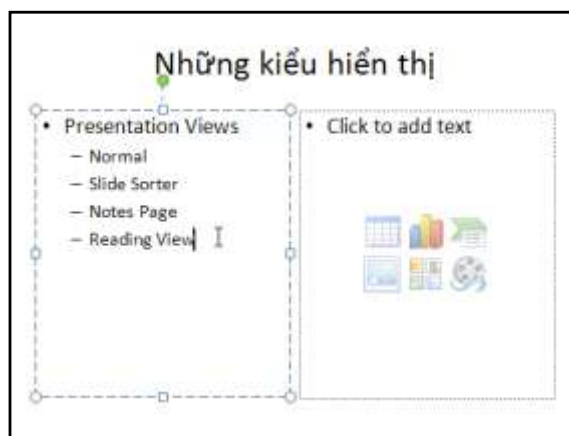 Những kiểu hiển thị
• Presentation Views
– Normal
– Slide Sorter
– Notes Page
– Reading View
• Click to add text